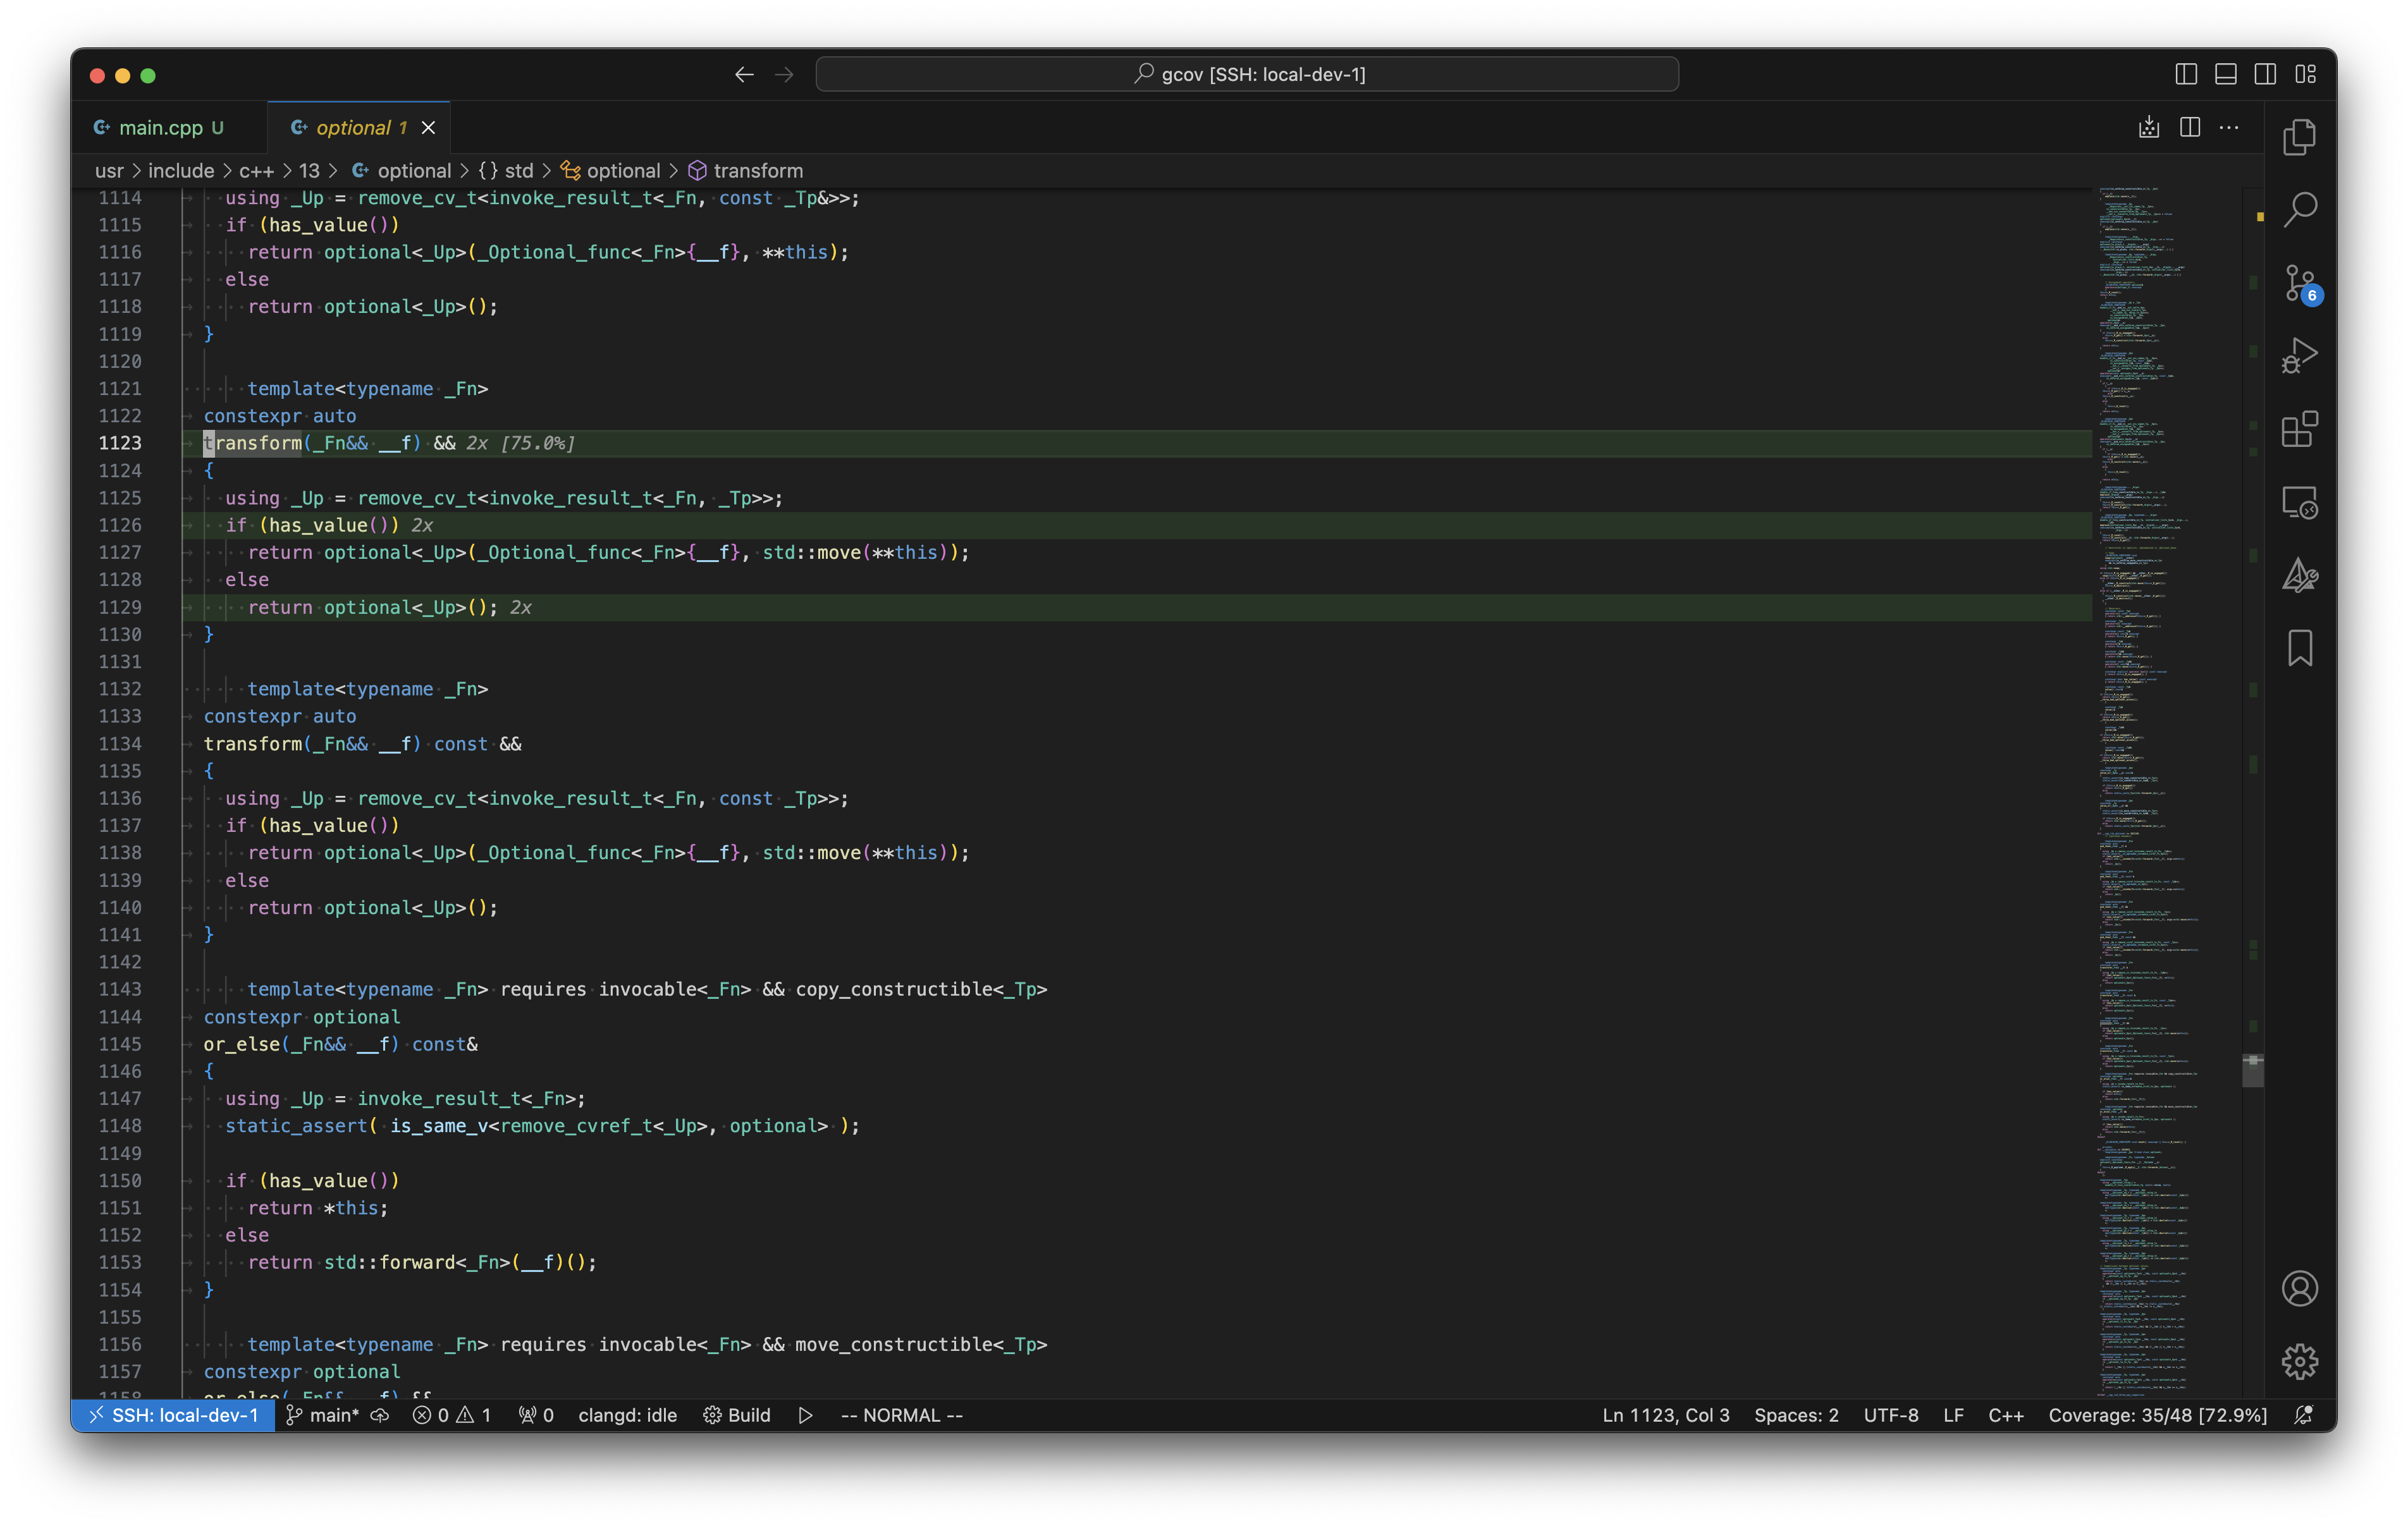 gcov [SSH: local-dev-1]
main.cpp U
optional 1
usr > include > c++ > 13 > optional > {} std > optional > transform
1114 using _Up = remove_cv_t<invoke_result_t<_Fn, const _Tp&>>;
1115 if (has_value())
1116 return optional<_Up>(_Optional_func<_Fn>{__f}, **this);
1117 else
1118 return optional<_Up>();
1119 }
1120
1121 template<typename _Fn>
1122 constexpr auto
1123 transform(_Fn&& __f) && 2x [75.0%]
1124 {
1125 using _Up = remove_cv_t<invoke_result_t<_Fn, _Tp>>;
1126 if (has_value()) 2x
1127 return optional<_Up>(_Optional_func<_Fn>{__f}, std::move(**this));
1128 else
1129 return optional<_Up>(); 2x
1130 }
1131
1132 template<typename _Fn>
1133 constexpr auto
1134 transform(_Fn&& __f) const &&
1135 {
1136 using _Up = remove_cv_t<invoke_result_t<_Fn, const _Tp>>;
1137 if (has_value())
1138 return optional<_Up>(_Optional_func<_Fn>{__f}, std::move(**this));
1139 else
1140 return optional<_Up>();
1141 }
1142
1143 template<typename _Fn> requires invocable<_Fn> && copy_constructible<_Tp>
1144 constexpr optional
1145 or_else(_Fn&& __f) const&
1146 {
1147 using _Up = invoke_result_t<_Fn>;
1148 static_assert( is_same_v<remove_cvref_t<_Up>, optional> );
1149
1150 if (has_value())
1151 return *this;
1152 else
1153 return std::forward<_Fn>(__f)();
1154 }
1155
1156 template<typename _Fn> requires invocable<_Fn> && move_constructible<_Tp>
1157 constexpr optional
1158 or_else(_Fn&& __f) &&
6
SSH: local-dev-1 main* 0 1 0 clangd: idle Build -- NORMAL -- Ln 1123, Col 3 Spaces: 2 UTF-8 LF C++ Coverage: 35/48 [72.9%]